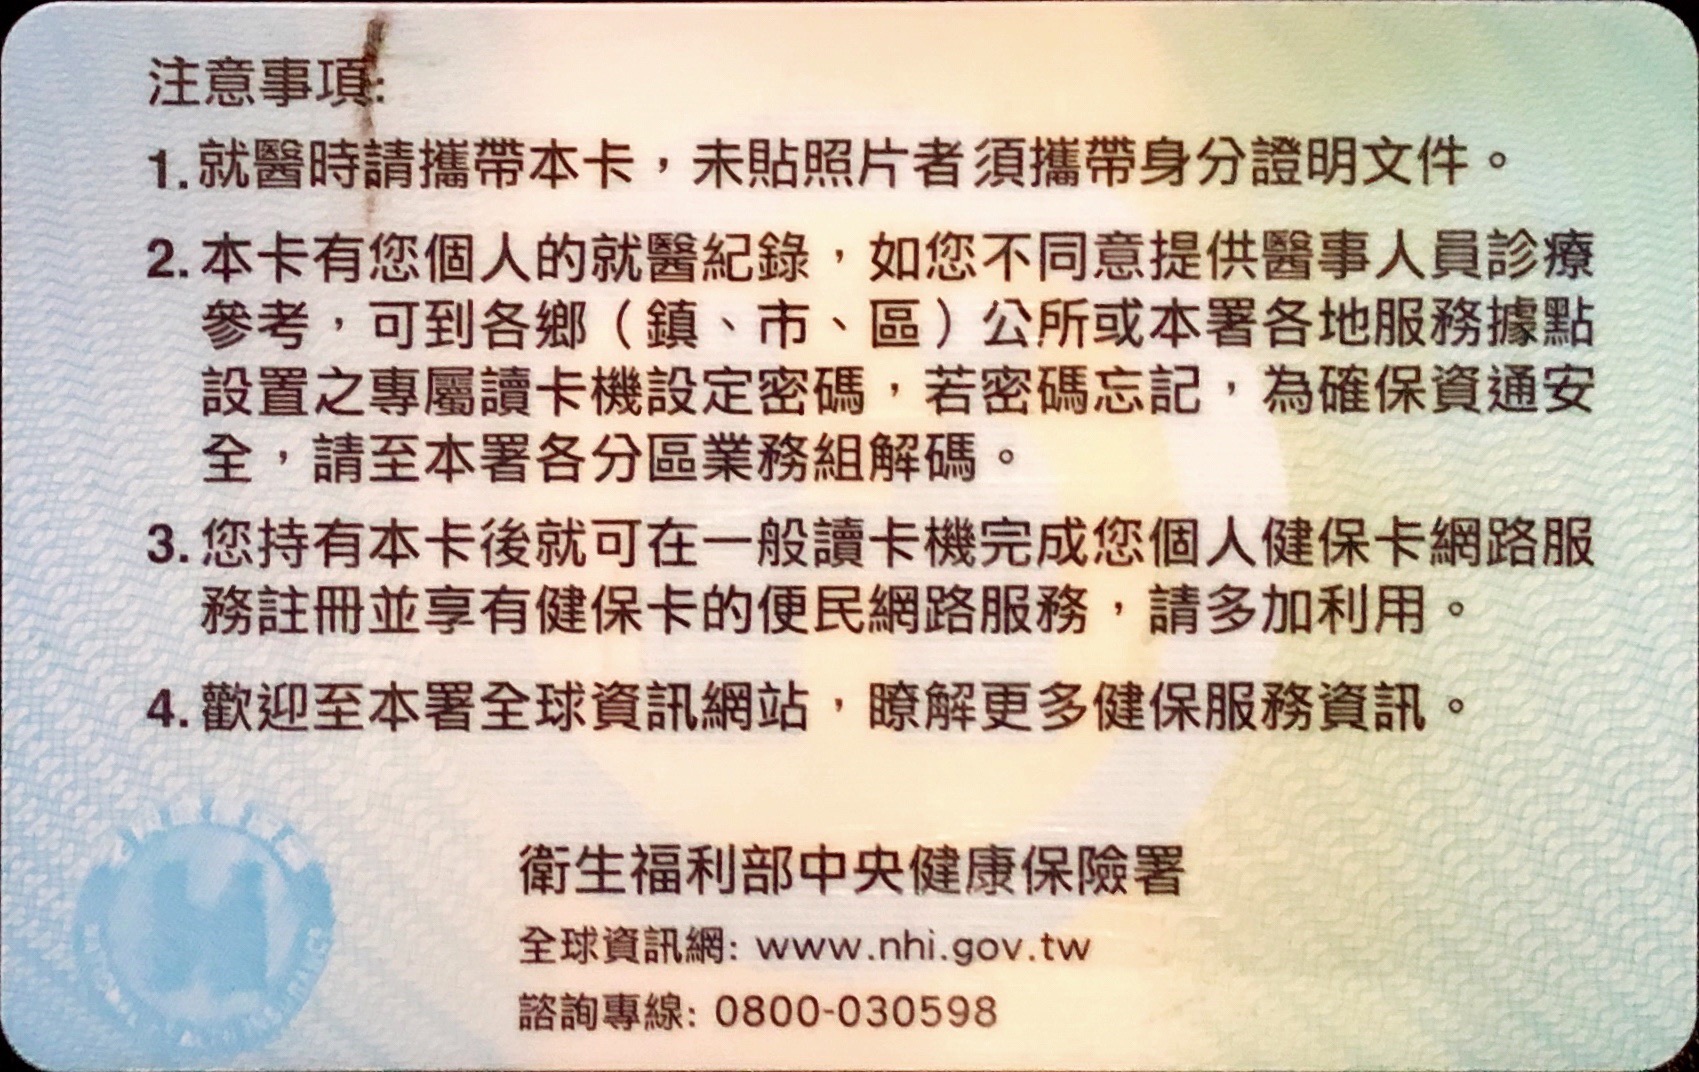 注意事項:
1.就醫時請攜帶本卡，未貼照片者須攜帶身分證明文件。
2.本卡有您個人的就醫紀錄，如您不同意提供醫事人員診療
參考，可到各鄉（鎮、市、區）公所或本署各地服務據點
設置之專屬讀卡機設定密碼，若密碼忘記，為確保資通安
全，請至本署各分區業務組解碼。
3.您持有本卡後就可在一般讀卡機完成您個人健保卡網路服
務註冊並享有健保卡的便民網路服務，請多加利用。
4.歡迎至本署全球資訊網站，瞭解更多健保服務資訊。
衛生福利部中央健康保險署
全球資訊網: www.nhi.gov.tw
諮詢專線: 0800-030598